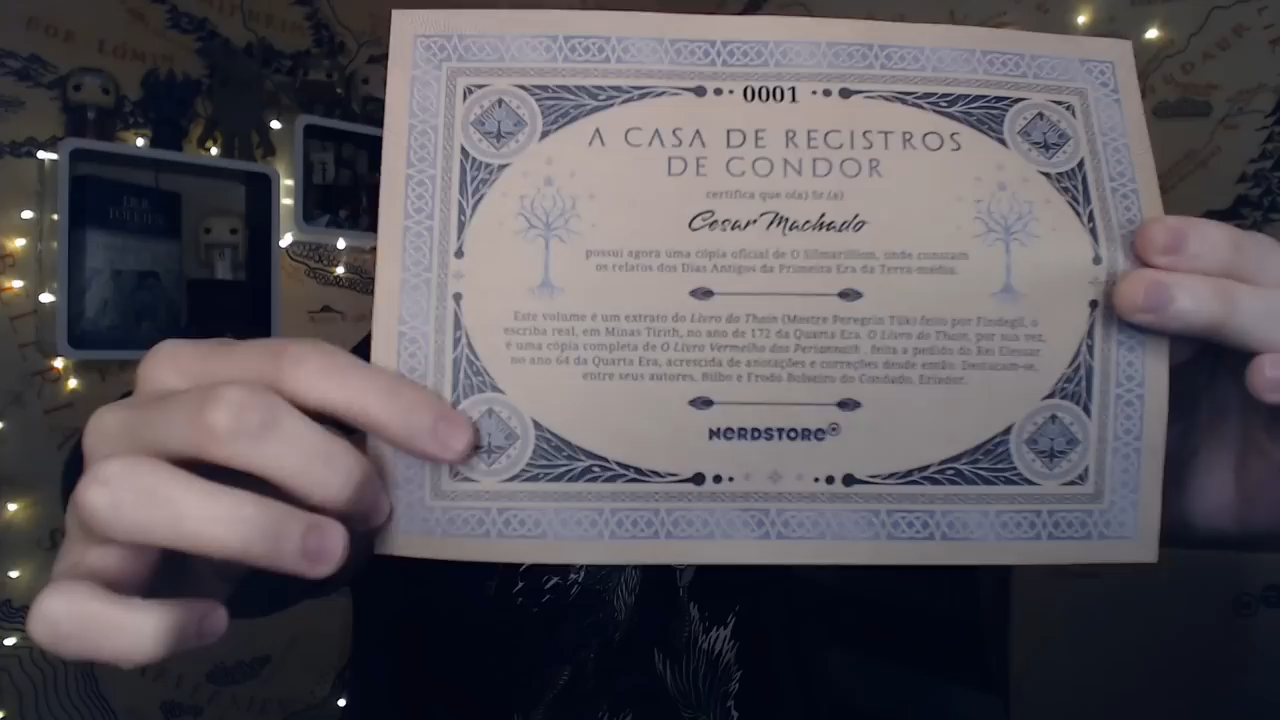 0001
A CASA DE REGISTROS
DE CONDOR
certifica que o(a) Sr.(a)
Cesar Machado
possui agora uma cópia oficial de O Silmarillion, onde constam
os relatos dos Dias Antigos da Primeira Era da Terra-média.
Este volume é um extrato do Livro do Thain (Mestre Peregrin Tûk) feito por Findegil, o
escriba real, em Minas Tirith, no ano de 172 da Quarta Era. O Livro do Thain, por sua vez,
é uma cópia completa de O Livro Vermelho dos Periannath, feita a pedido do Rei Elessar
no ano 64 da Quarta Era, acrescida de anotações e correções desde então. Destacam-se,
entre seus autores, Bilbo e Frodo Bolseiro do Condado, Eriador.
NERDSTORE
J.R.R.
TOLKIEN
DOR-LÓMIN